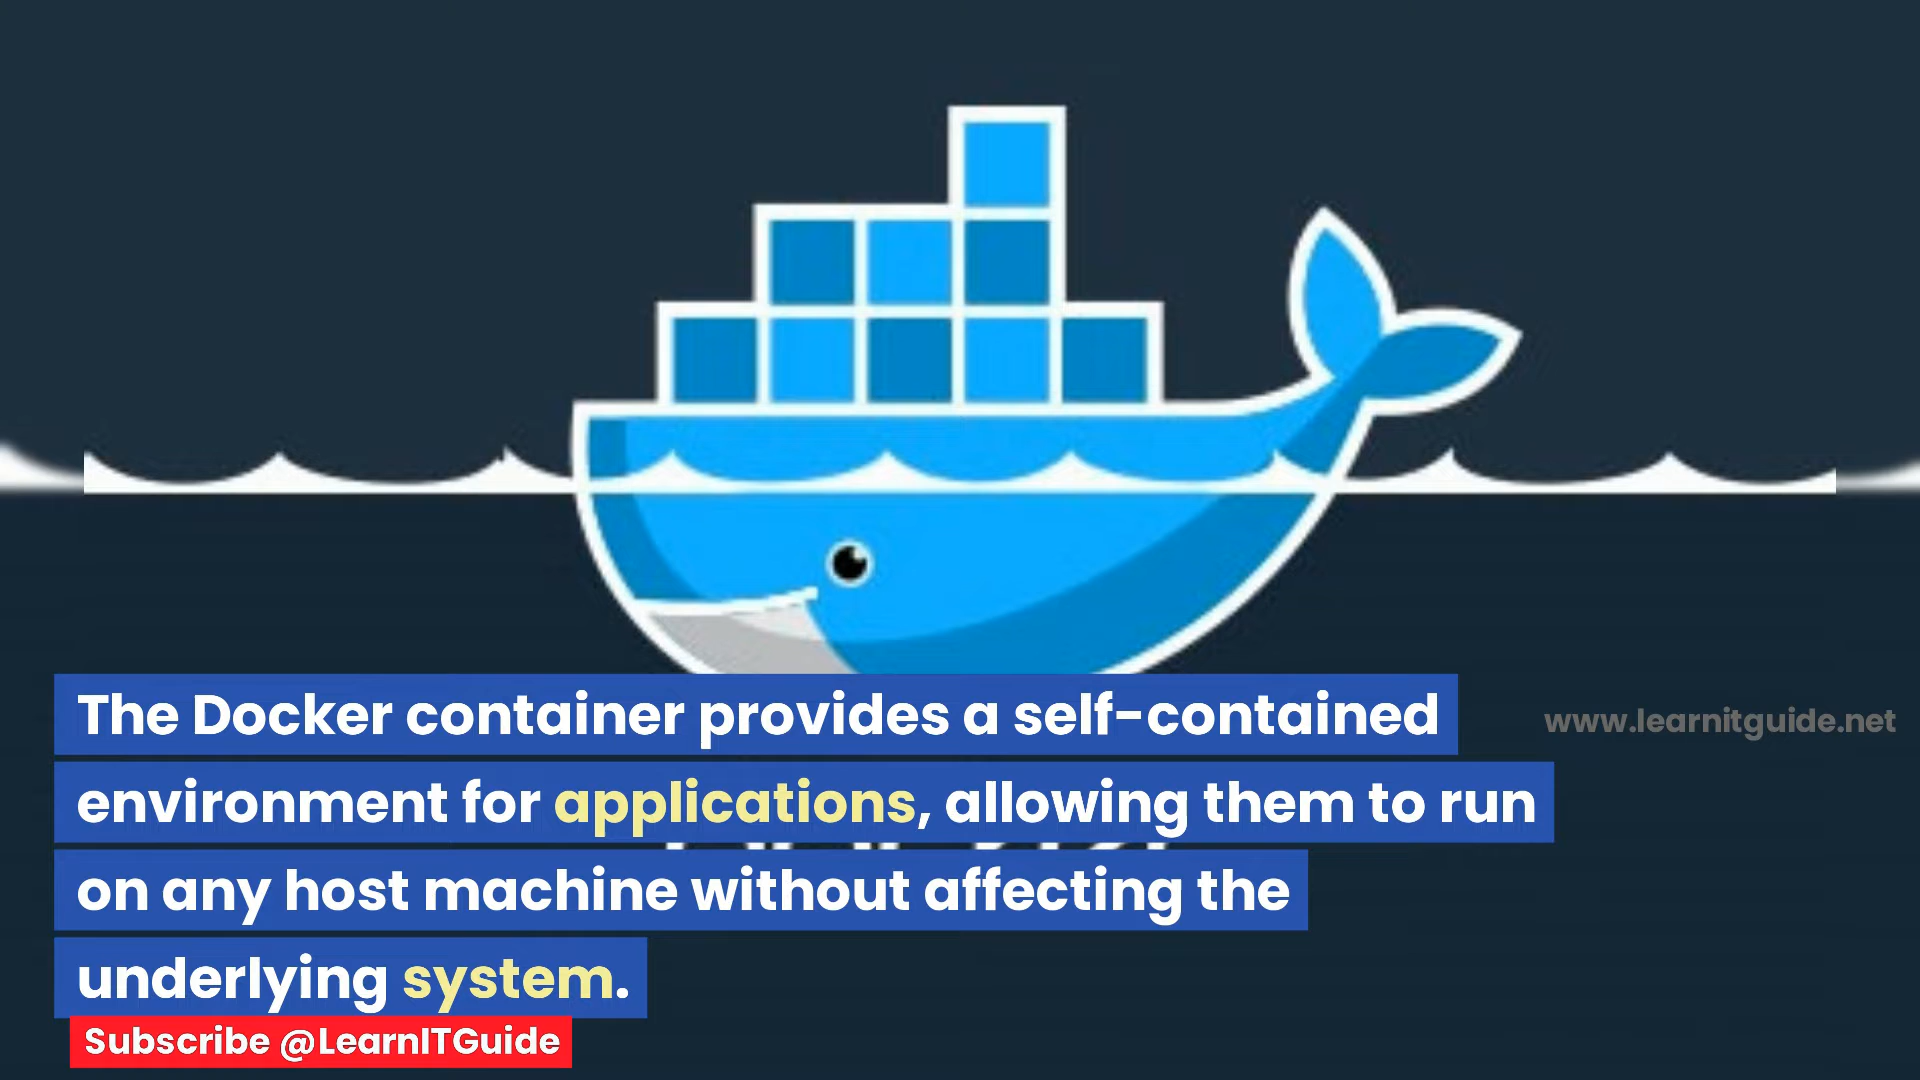 The Docker container provides a self-contained
www.learnitguide.net
environment for applications, allowing them to run
on any host machine without affecting the
underlying system.
Subscribe @LearnITGuide